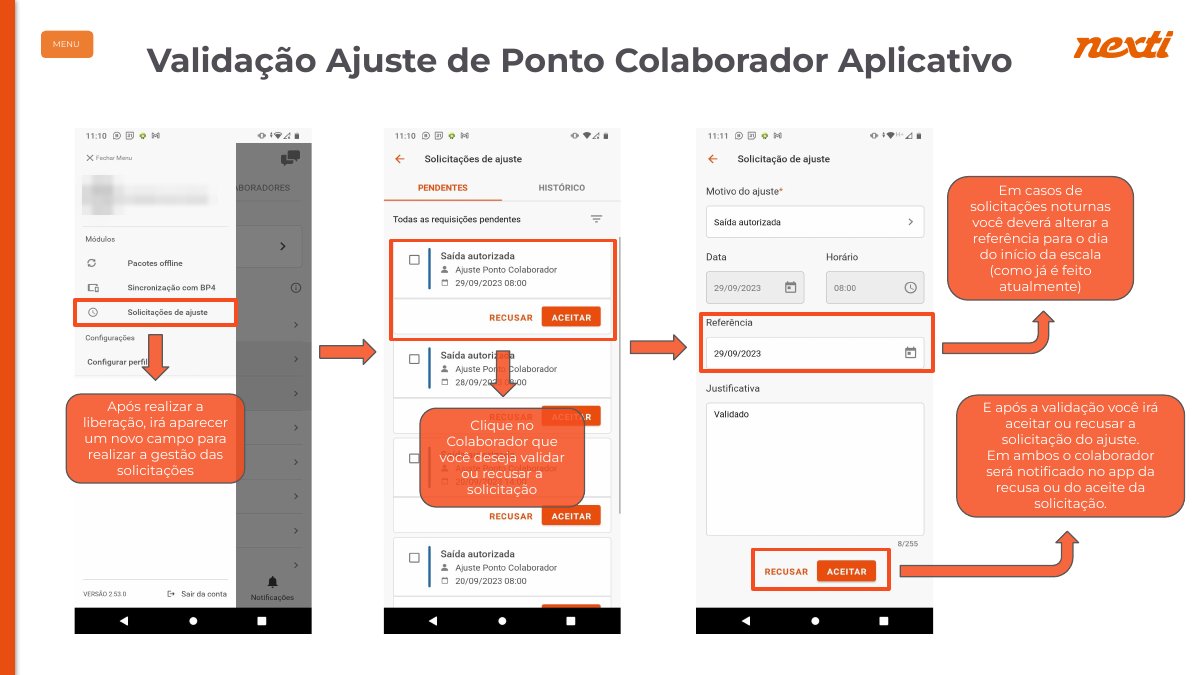 MENU
Validação Ajuste de Ponto Colaborador Aplicativo
nexti
11:10
Fechar Menu
BORADORES
Módulos
Pacotes offline
Sincronização com BP4
Solicitações de ajuste
Configurações
Configurar perfil
Após realizar a
liberação, irá aparecer
um novo campo para
realizar a gestão das
solicitações
VERSÃO 2.53.0
Sair da conta
Notificações
11:10
Solicitações de ajuste
PENDENTES
HISTÓRICO
Todas as requisições pendentes
Saída autorizada
Ajuste Ponto Colaborador
29/09/2023 08:00
RECUSAR
ACEITAR
Saída autorizada
Ajuste Ponto Colaborador
28/09/2023 08:00
RECUSAR
ACEITAR
Clique no
Colaborador que
você deseja validar
ou recusar a
solicitação
RECUSAR
ACEITAR
Saída autorizada
Ajuste Ponto Colaborador
20/09/2023 08:00
11:11
H+
Solicitação de ajuste
Motivo do ajuste*
Saída autorizada
Data
Horário
29/09/2023
08:00
Referência
29/09/2023
Justificativa
Validado
8/255
RECUSAR
ACEITAR
Em casos de
solicitações noturnas
você deverá alterar a
referência para o dia
do início da escala
(como já é feito
atualmente)
E após a validação você irá
aceitar ou recusar a
solicitação do ajuste.
Em ambos o colaborador
será notificado no app da
recusa ou do aceite da
solicitação.